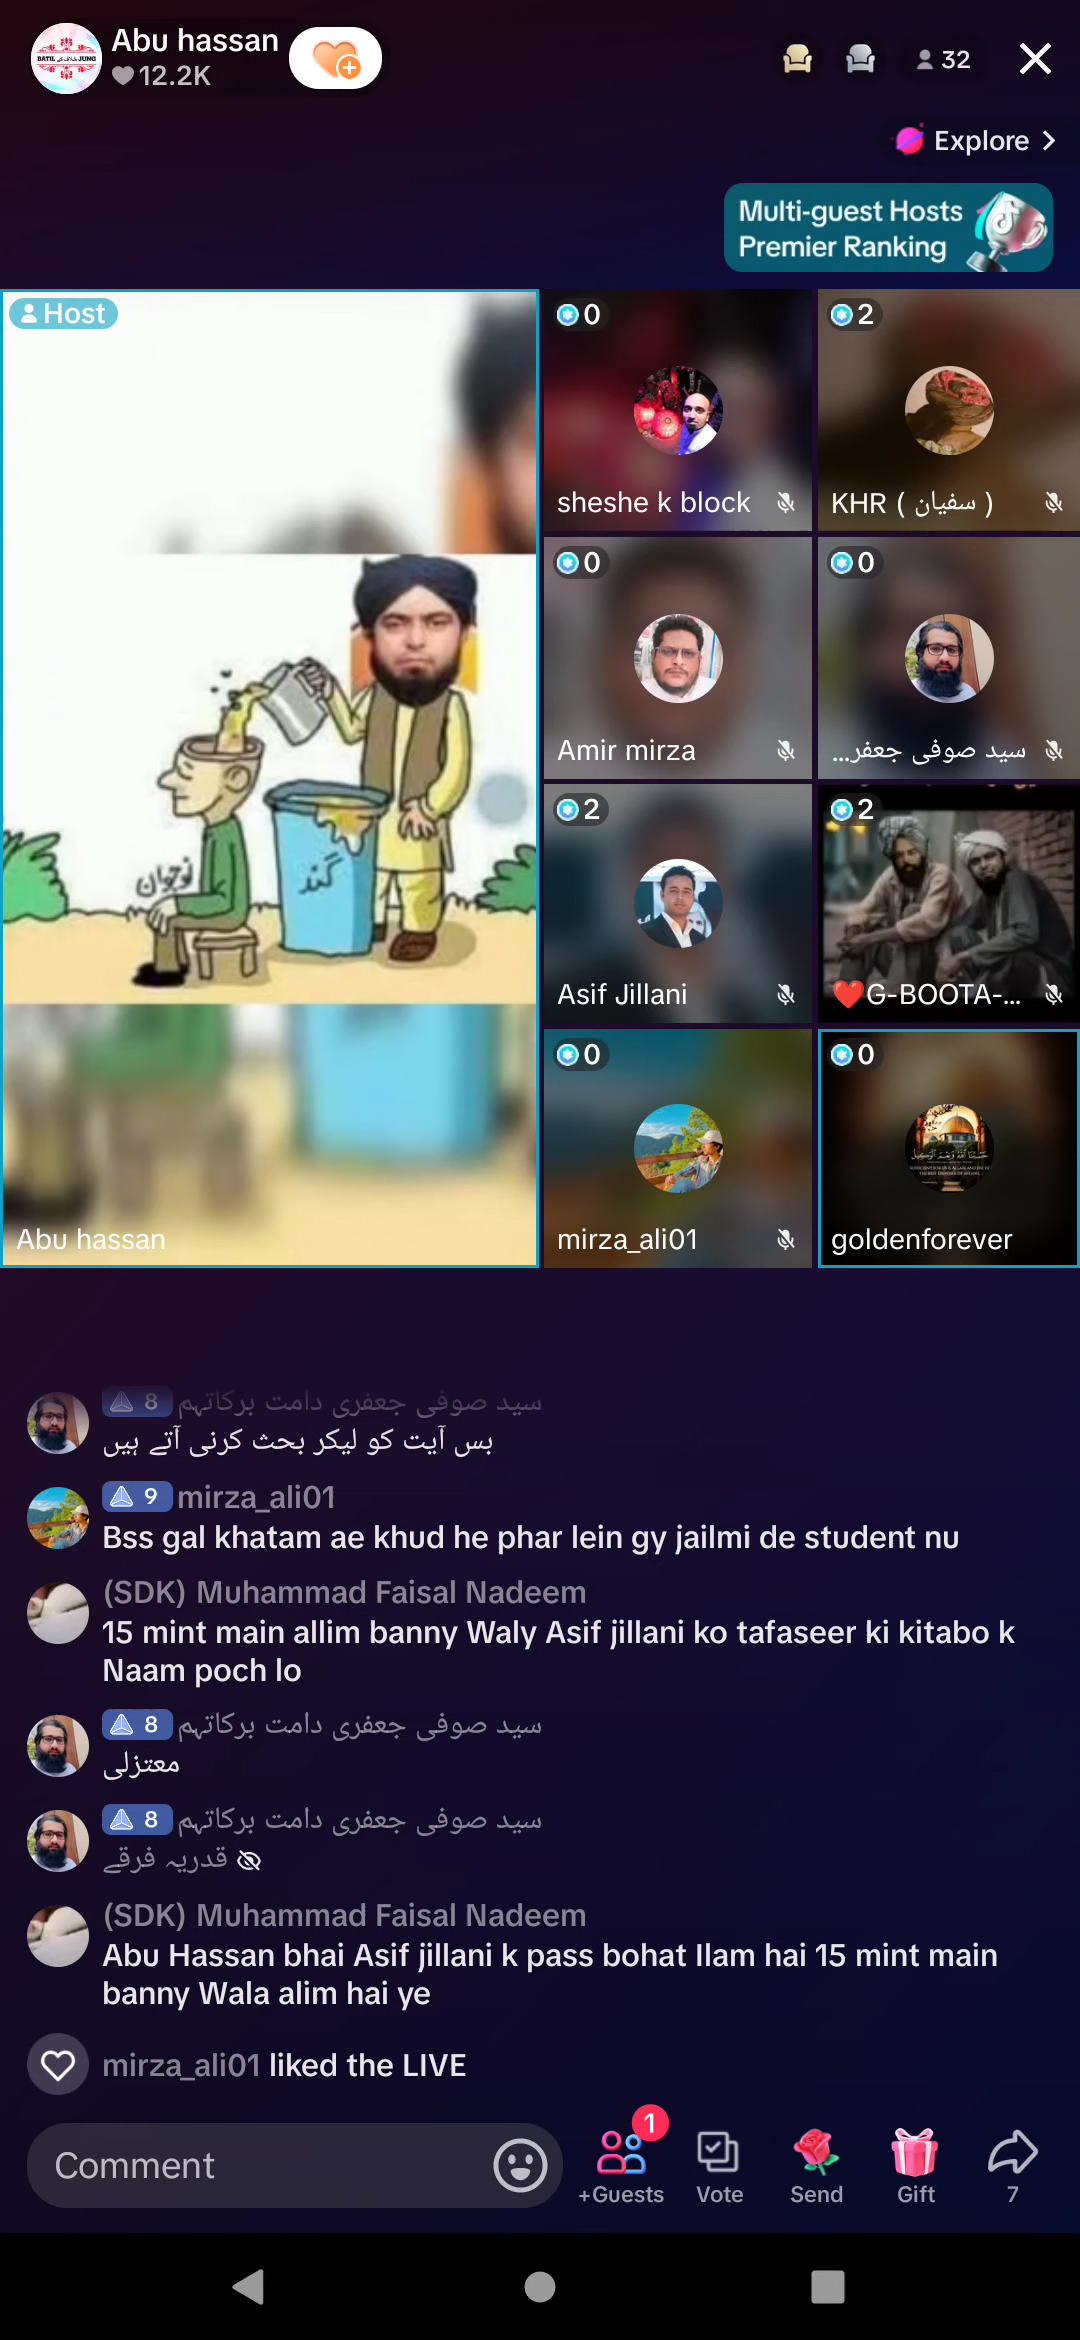 Abu hassan
12.2K
32
Explore
Multi-guest Hosts
Premier Ranking
Host
نوجوان
گند
Abu hassan
0
sheshe k block
2
KHR ( سفیان )
0
Amir mirza
0
سید صوفی جعفر...
2
Asif Jillani
2
❤️G-BOOTA-...
0
mirza_ali01
0
goldenforever
8 سید صوفی جعفری دامت برکاتہم
بس آیت کو لیکر بحث کرنی آتے ہیں
9 mirza_ali01
Bss gal khatam ae khud he phar lein gy jailmi de student nu
(SDK) Muhammad Faisal Nadeem
15 mint main allim banny Waly Asif jillani ko tafaseer ki kitabo k
Naam poch lo
8 سید صوفی جعفری دامت برکاتہم
معتزلی
8 سید صوفی جعفری دامت برکاتہم
قدریہ فرقے
(SDK) Muhammad Faisal Nadeem
Abu Hassan bhai Asif jillani k pass bohat Ilam hai 15 mint main
banny Wala alim hai ye
mirza_ali01 liked the LIVE
Comment
1
+Guests
Vote
Send
Gift
7